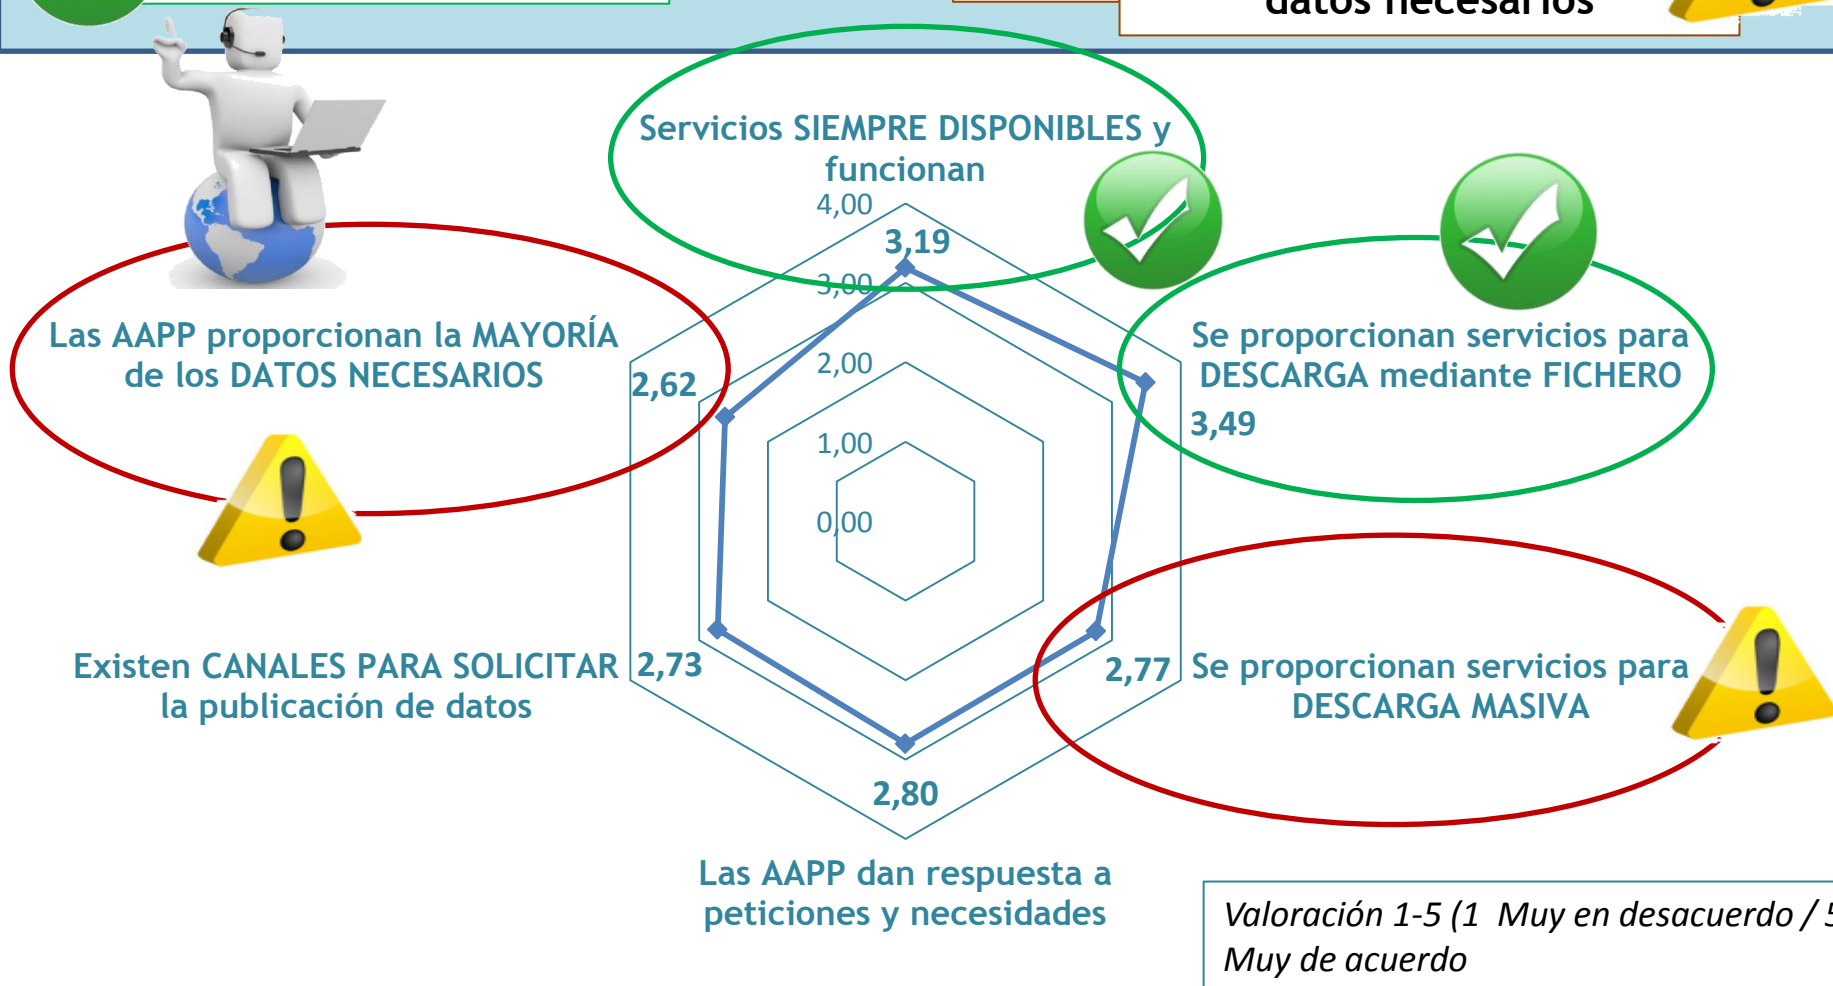 datos necesarios
Servicios SIEMPRE DISPONIBLES y
funcionan
4,00
3,19
3,00
Las AAPP proporcionan la MAYORÍA
de los DATOS NECESARIOS
2,62
2,00
Se proporcionan servicios para
DESCARGA mediante FICHERO
3,49
1,00
0,00
Existen CANALES PARA SOLICITAR
la publicación de datos
2,73
2,77
Se proporcionan servicios para
DESCARGA MASIVA
2,80
Las AAPP dan respuesta a
peticiones y necesidades
Valoración 1-5 (1 Muy en desacuerdo / 5
Muy de acuerdo